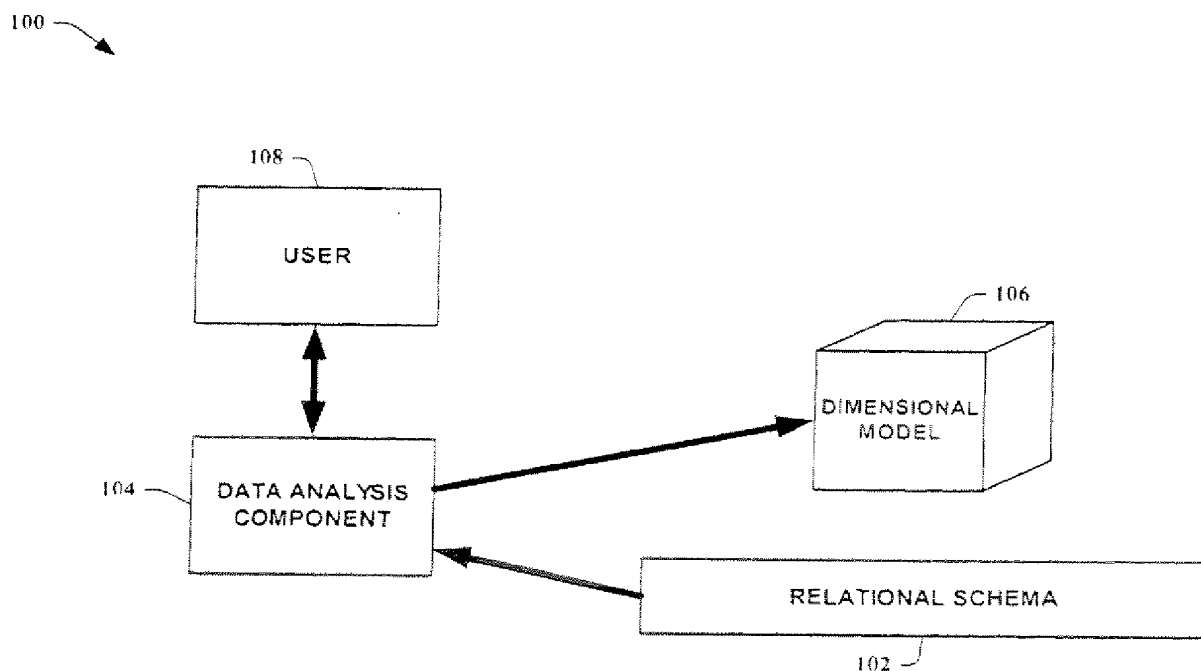 100
108
USER
106
DIMENSIONAL
MODEL
104
DATA ANALYSIS
COMPONENT
RELATIONAL SCHEMA
102